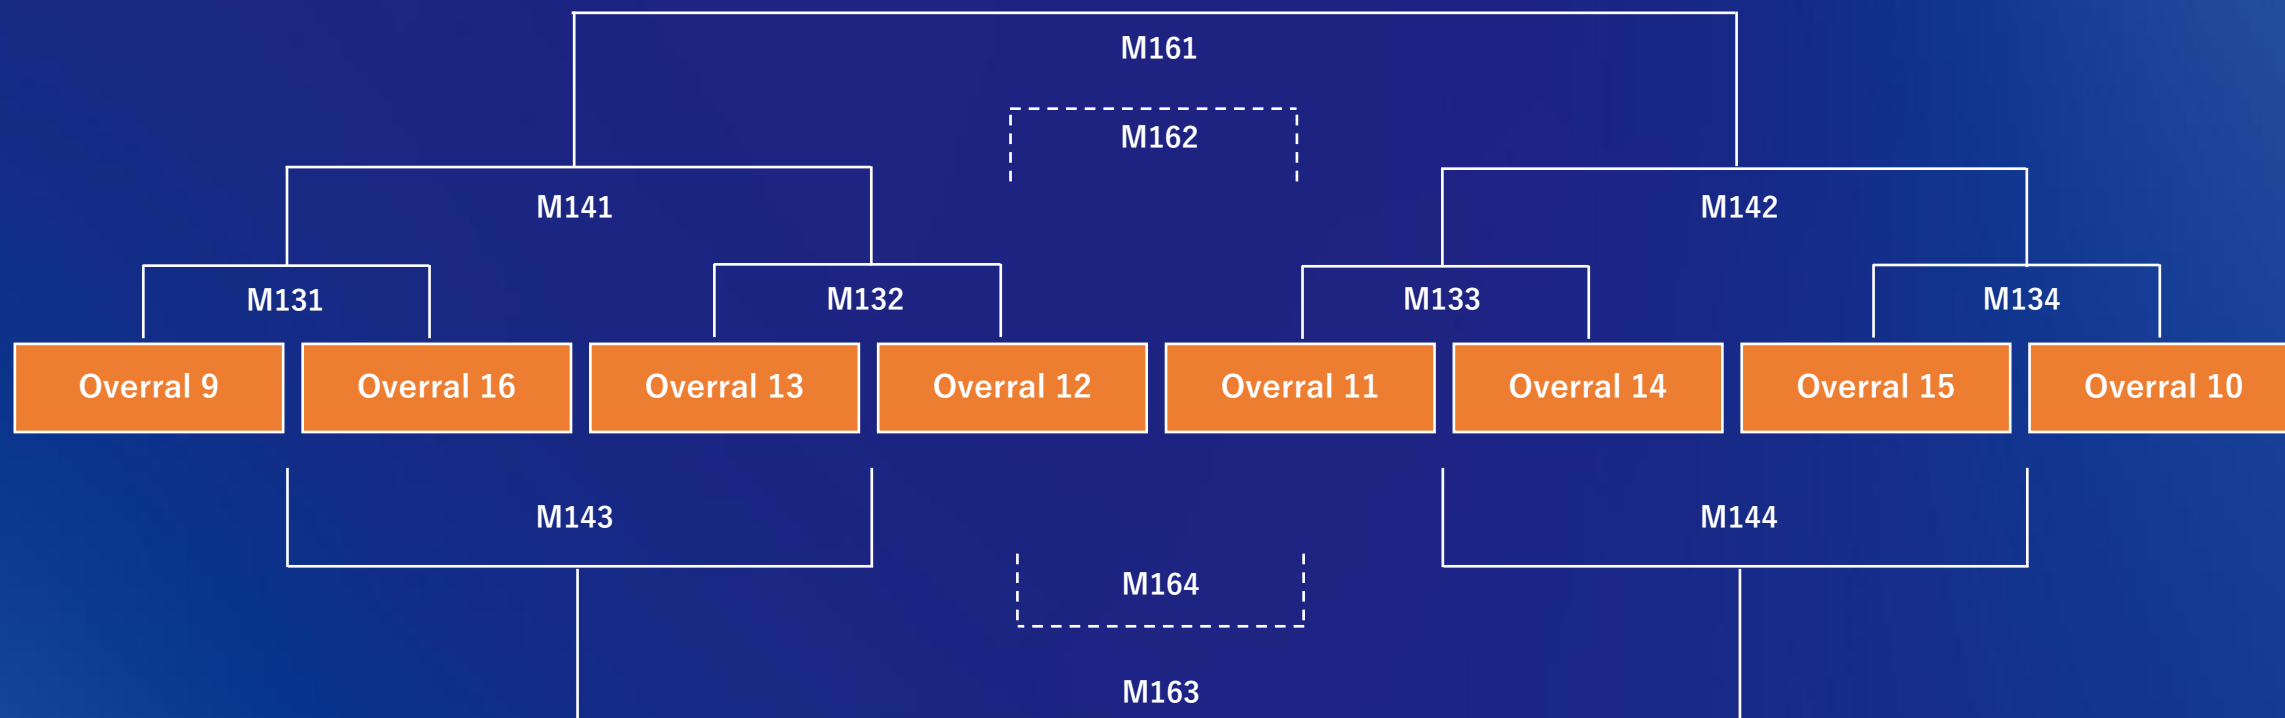 M161
M162
M141
M142
M131
M132
M133
M134
Overral 9
Overral 16
Overral 13
Overral 12
Overral 11
Overral 14
Overral 15
Overral 10
M143
M144
M164
M163